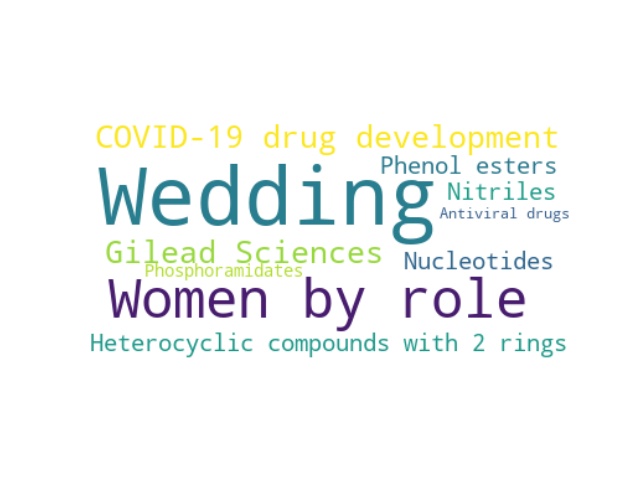 COVID-19 drug development
Phenol esters
Wedding
Nitriles
Antiviral drugs
Gilead Sciences
Nucleotides
Phosphoramidates
Women by role
Heterocyclic compounds with 2 rings